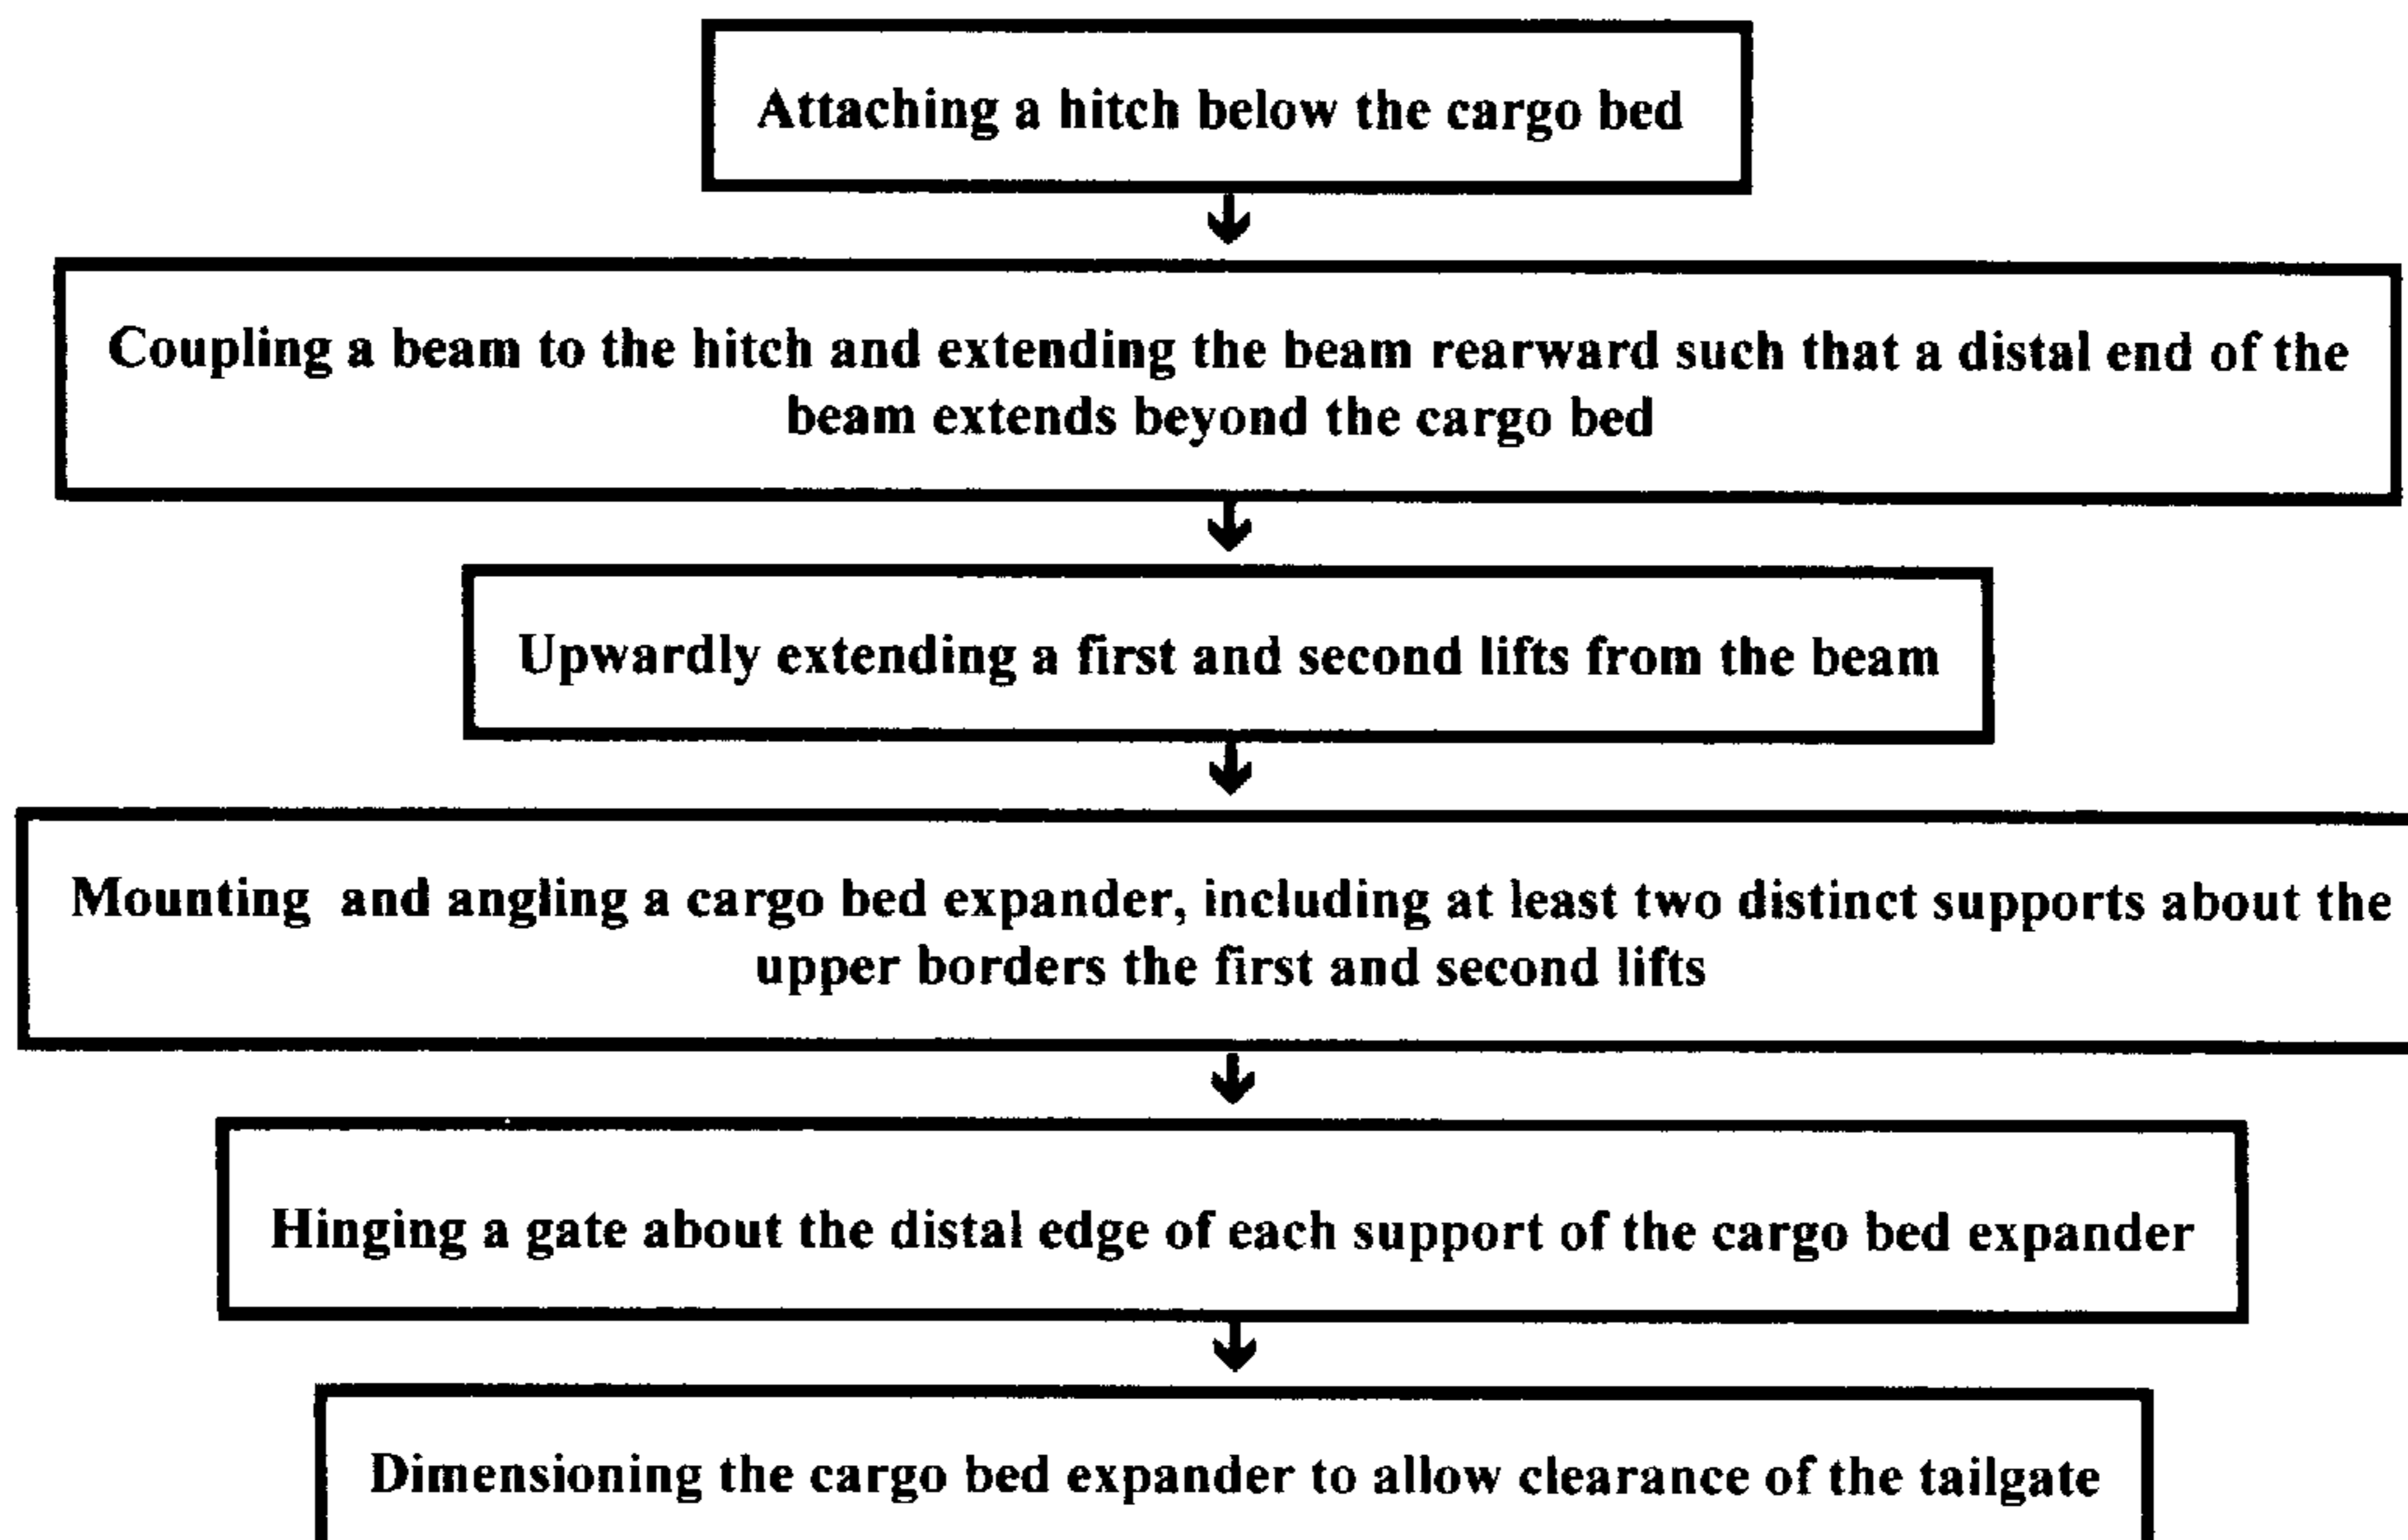 Attaching a hitch below the cargo bed
Coupling a beam to the hitch and extending the beam rearward such that a distal end of the
beam extends beyond the cargo bed
Upwardly extending a first and second lifts from the beam
Mounting and angling a cargo bed expander, including at least two distinct supports about the
upper borders the first and second lifts
Hinging a gate about the distal edge of each support of the cargo bed expander
Dimensioning the cargo bed expander to allow clearance of the tailgate